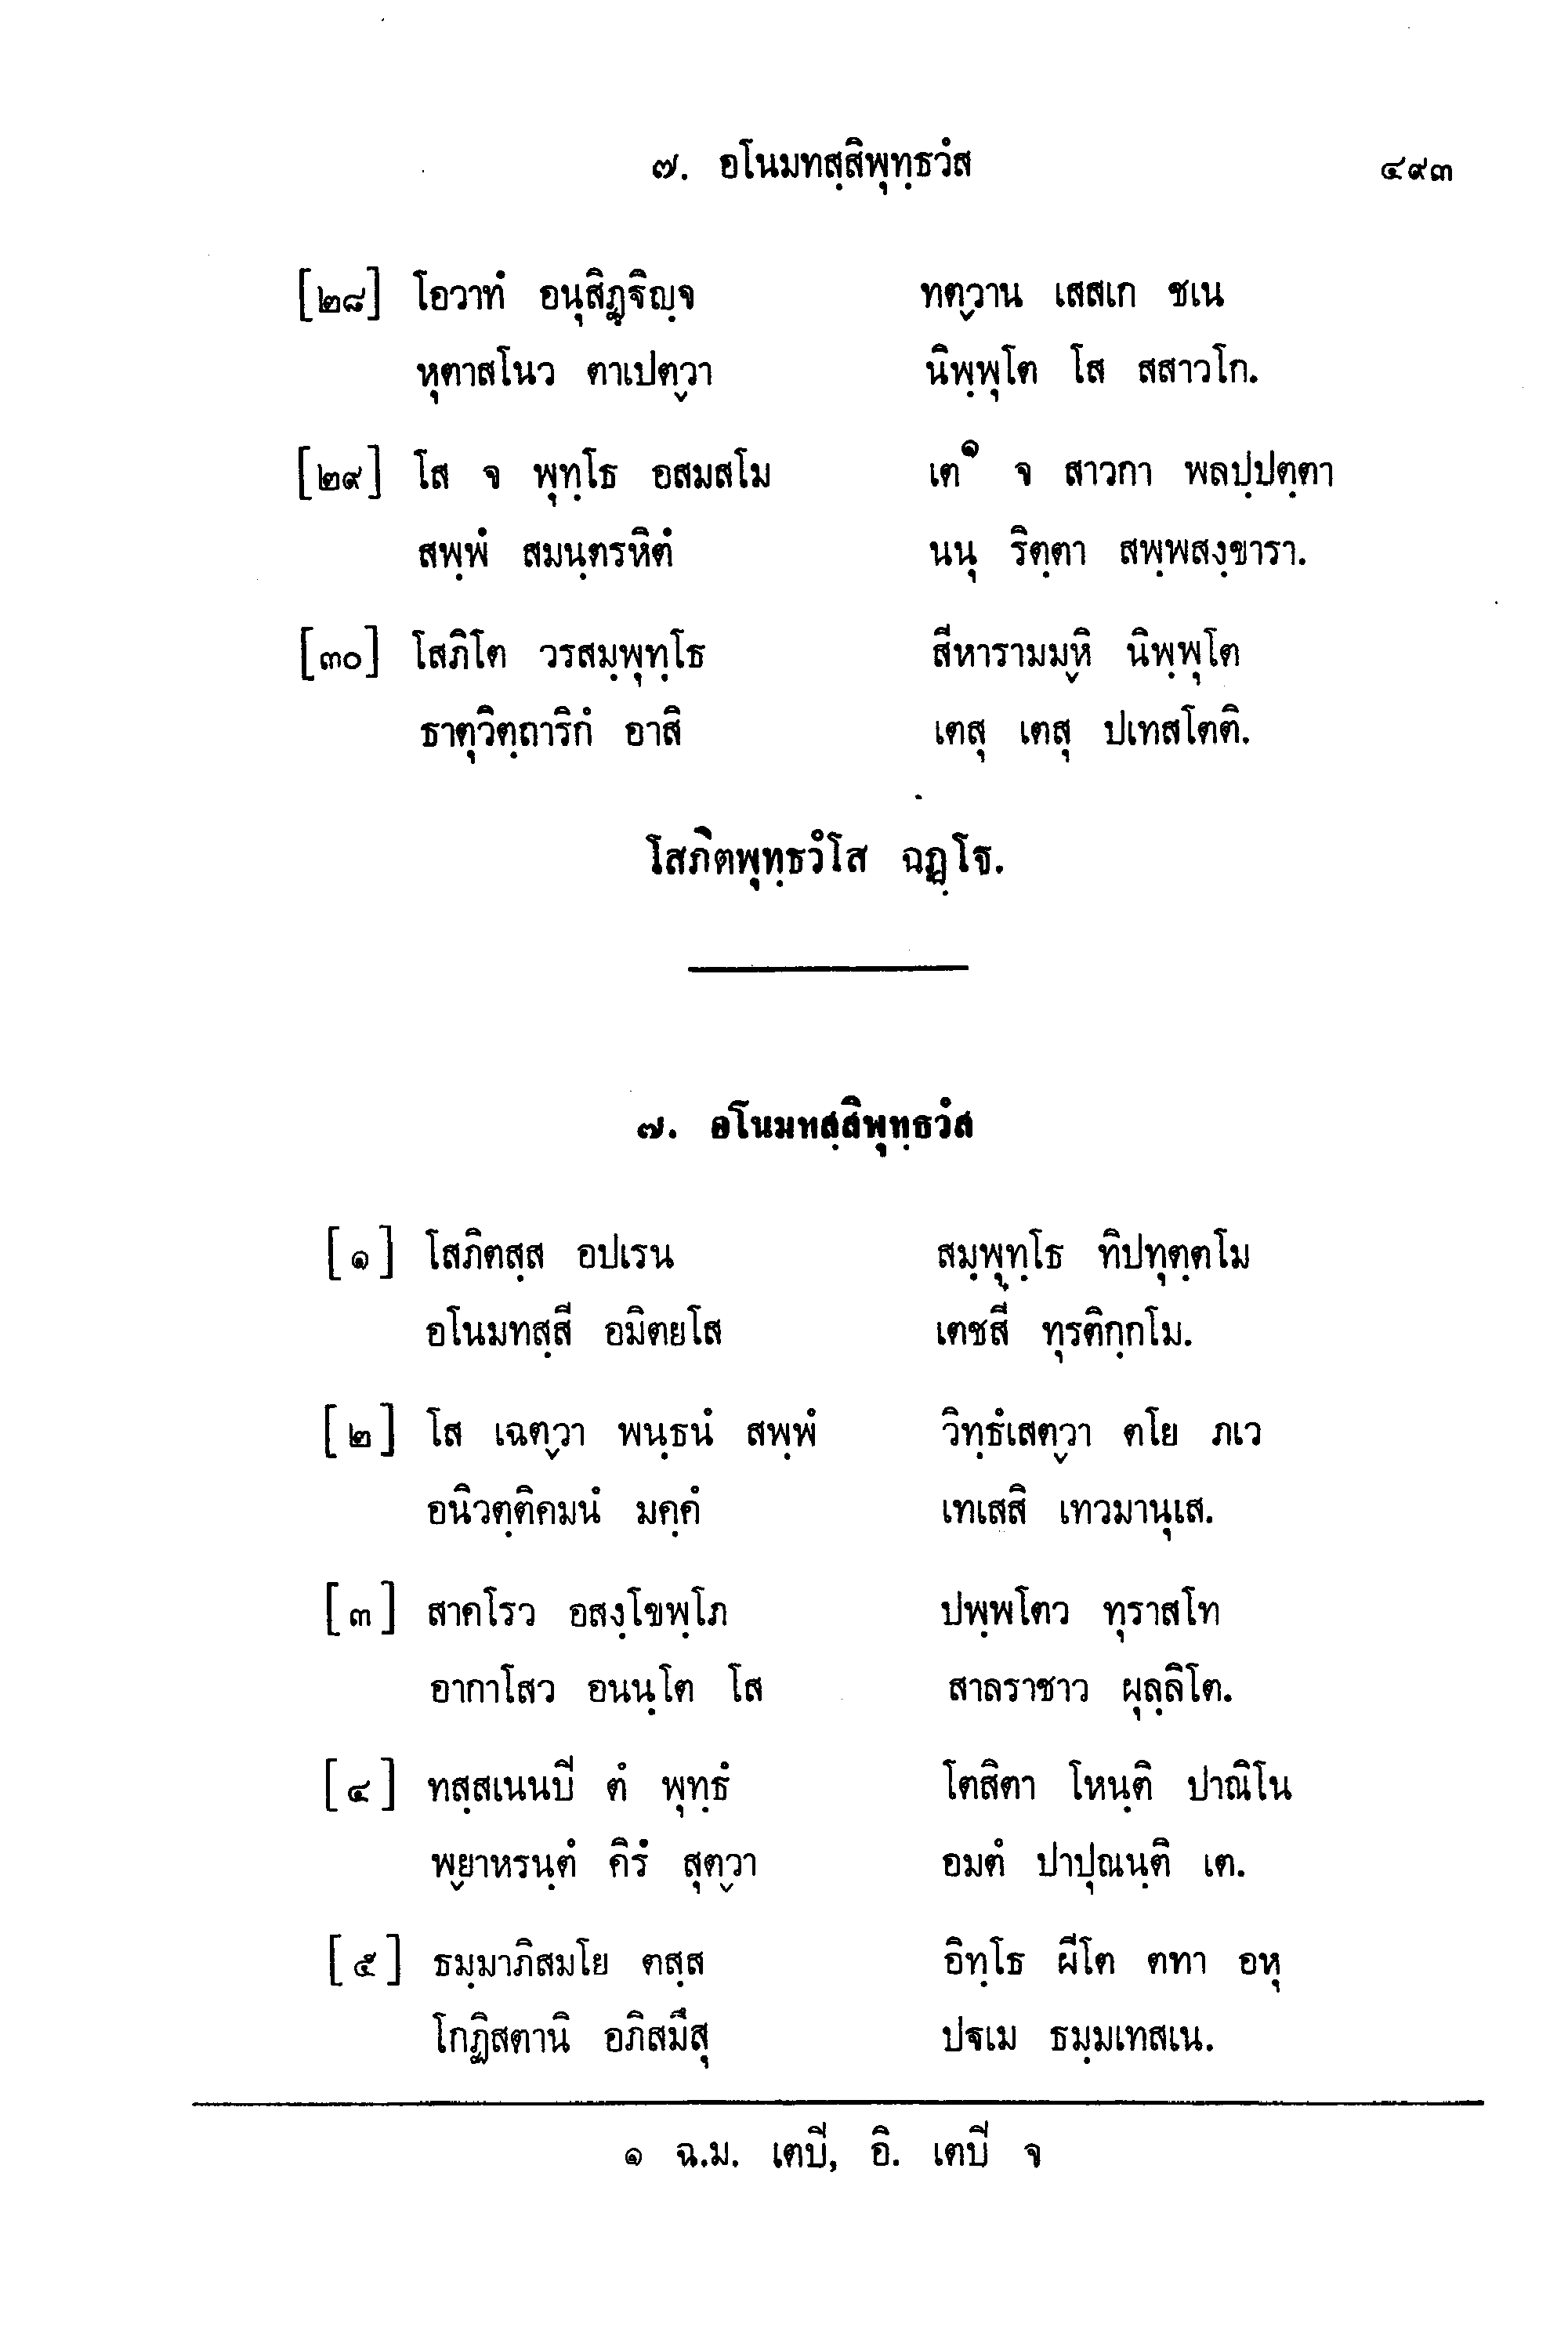 ๗. อโนมทสฺสิพุทฺธวํส ๔๙๓
[๒๘] โอวาทํ อนุสิฏฺฐิญฺจ ทตฺวาน เสสเก ชเน
หุตาสโนว ตาเปตฺวา นิพฺพุโต โส สสาวโก.
[๒๙] โส จ พุทฺโธ อสมสโม เต๑ จ สาวกา พลปฺปตฺตา
สพฺพํ สมนฺตรหิตํ นนุ ริตฺตา สพฺพสงฺขารา.
[๓๐] โสภิโต วรสมฺพุทฺโธ สีหารามมฺหิ นิพฺพุโต
ธาตุวิตฺถาริกํ อาสิ เตสุ เตสุ ปเทสโตติ.
โสภิตพุทฺธวํโส ฉฏฺโฐ.
๗. อโนมทสฺสิพุทฺธวํส
[๑] โสภิตสฺส อปเรน สมฺพุทฺโธ ทิปทุตฺตโม
อโนมทสฺสี อมิตยโส เตชสี ทุรติกฺกโม.
[๒] โส เฉตฺวา พนฺธนํ สพฺพํ วิทฺธํเสตฺวา ตโย ภเว
อนิวตฺติคมนํ มคฺคํ เทเสสิ เทวมานุเส.
[๓] สาคโรว อสงฺโขพฺโภ ปพฺพโตว ทุราสโท
อากาโสว อนนฺโต โส สาลราชาว ผุลฺลิโต.
[๔] ทสฺสเนนปี ตํ พุทฺธํ โตสิตา โหนฺติ ปาณิโน
พฺยาหรนฺตํ คิรํ สุตฺวา อมตํ ปาปุณนฺติ เต.
[๕] ธมฺมาภิสมโย ตสฺส อิทฺโธ ผีโต ตทา อหุ
โกฏิสตานิ อภิสมึสุ ปฐเม ธมฺมเทสเน.
๑ ฉ.ม. เตปี, อิ. เตปี จ